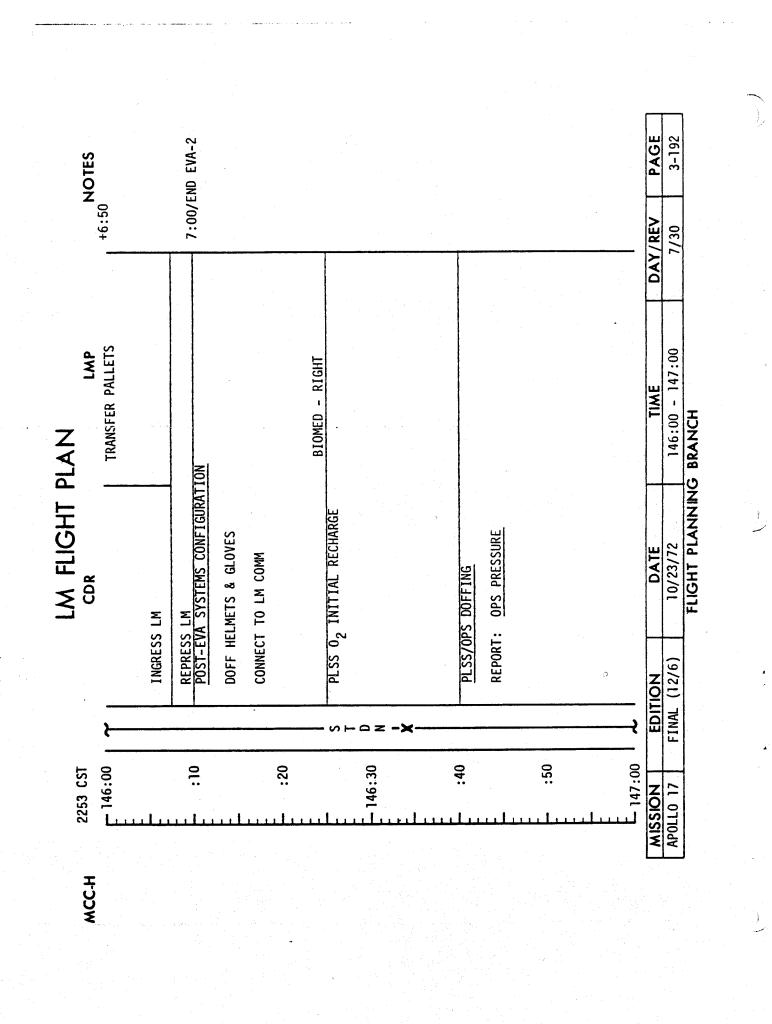 LM FLIGHT PLAN
MCC-H
2253 CST
CDR
LMP
NOTES
146:00
TRANSFER PALLETS
+6:50
INGRESS LM
REPRESS LM
:10
POST-EVA SYSTEMS CONFIGURATION
7:00/END EVA-2
DOFF HELMETS & GLOVES
CONNECT TO LM COMM
:20
BIOMED - RIGHT
PLSS O2 INITIAL RECHARGE
S T D N - X
146:30
:40
PLSS/OPS DOFFING
REPORT: OPS PRESSURE
:50
147:00
MISSION EDITION DATE TIME DAY/REV PAGE
APOLLO 17 FINAL (12/6) 10/23/72 146:00 - 147:00 7/30 3-192
FLIGHT PLANNING BRANCH